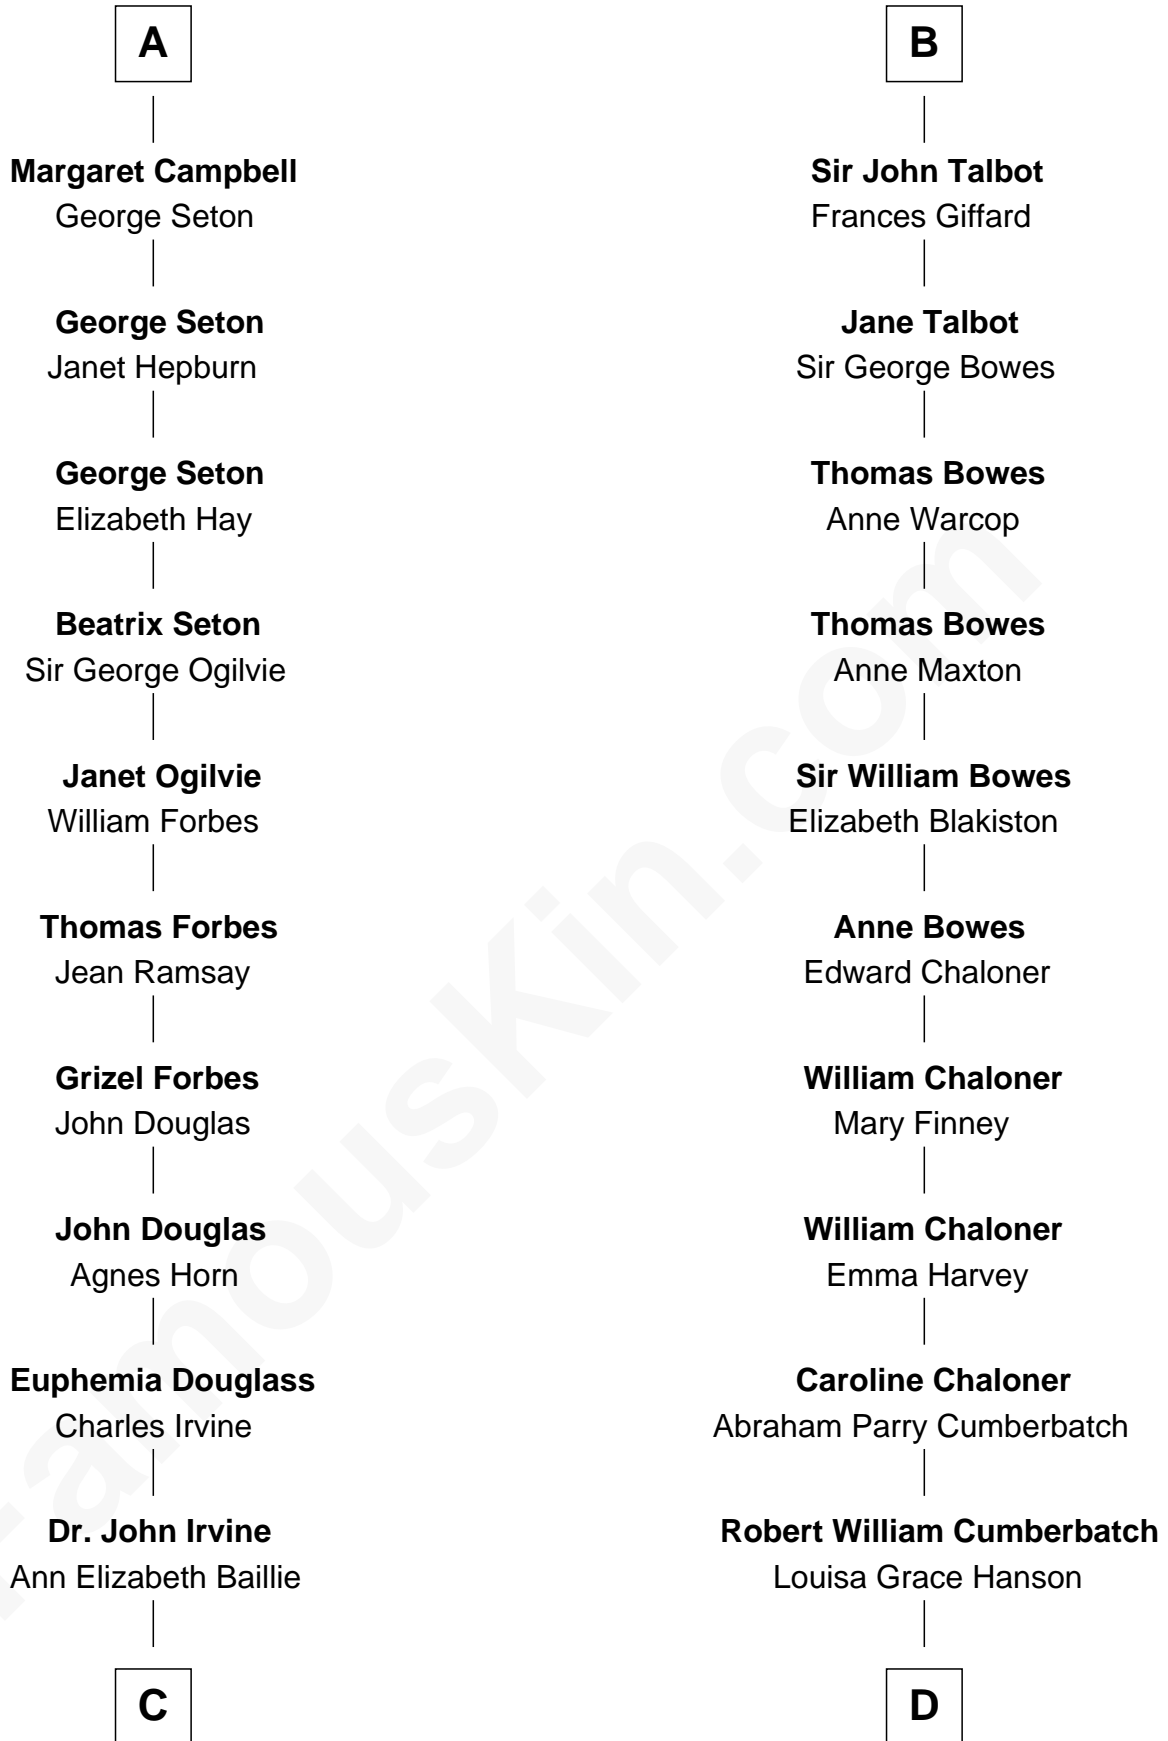 A
Margaret Campbell
George Seton
George Seton
Janet Hepburn
George Seton
Elizabeth Hay
Beatrix Seton
Sir George Ogilvie
Janet Ogilvie
William Forbes
Thomas Forbes
Jean Ramsay
Grizel Forbes
John Douglas
John Douglas
Agnes Horn
Euphemia Douglass
Charles Irvine
Dr. John Irvine
Ann Elizabeth Baillie
C
B
Sir John Talbot
Frances Giffard
Jane Talbot
Sir George Bowes
Thomas Bowes
Anne Warcop
Thomas Bowes
Anne Maxton
Sir William Bowes
Elizabeth Blakiston
Anne Bowes
Edward Chaloner
William Chaloner
Mary Finney
William Chaloner
Emma Harvey
Caroline Chaloner
Abraham Parry Cumberbatch
Robert William Cumberbatch
Louisa Grace Hanson
D
FamousKin.com